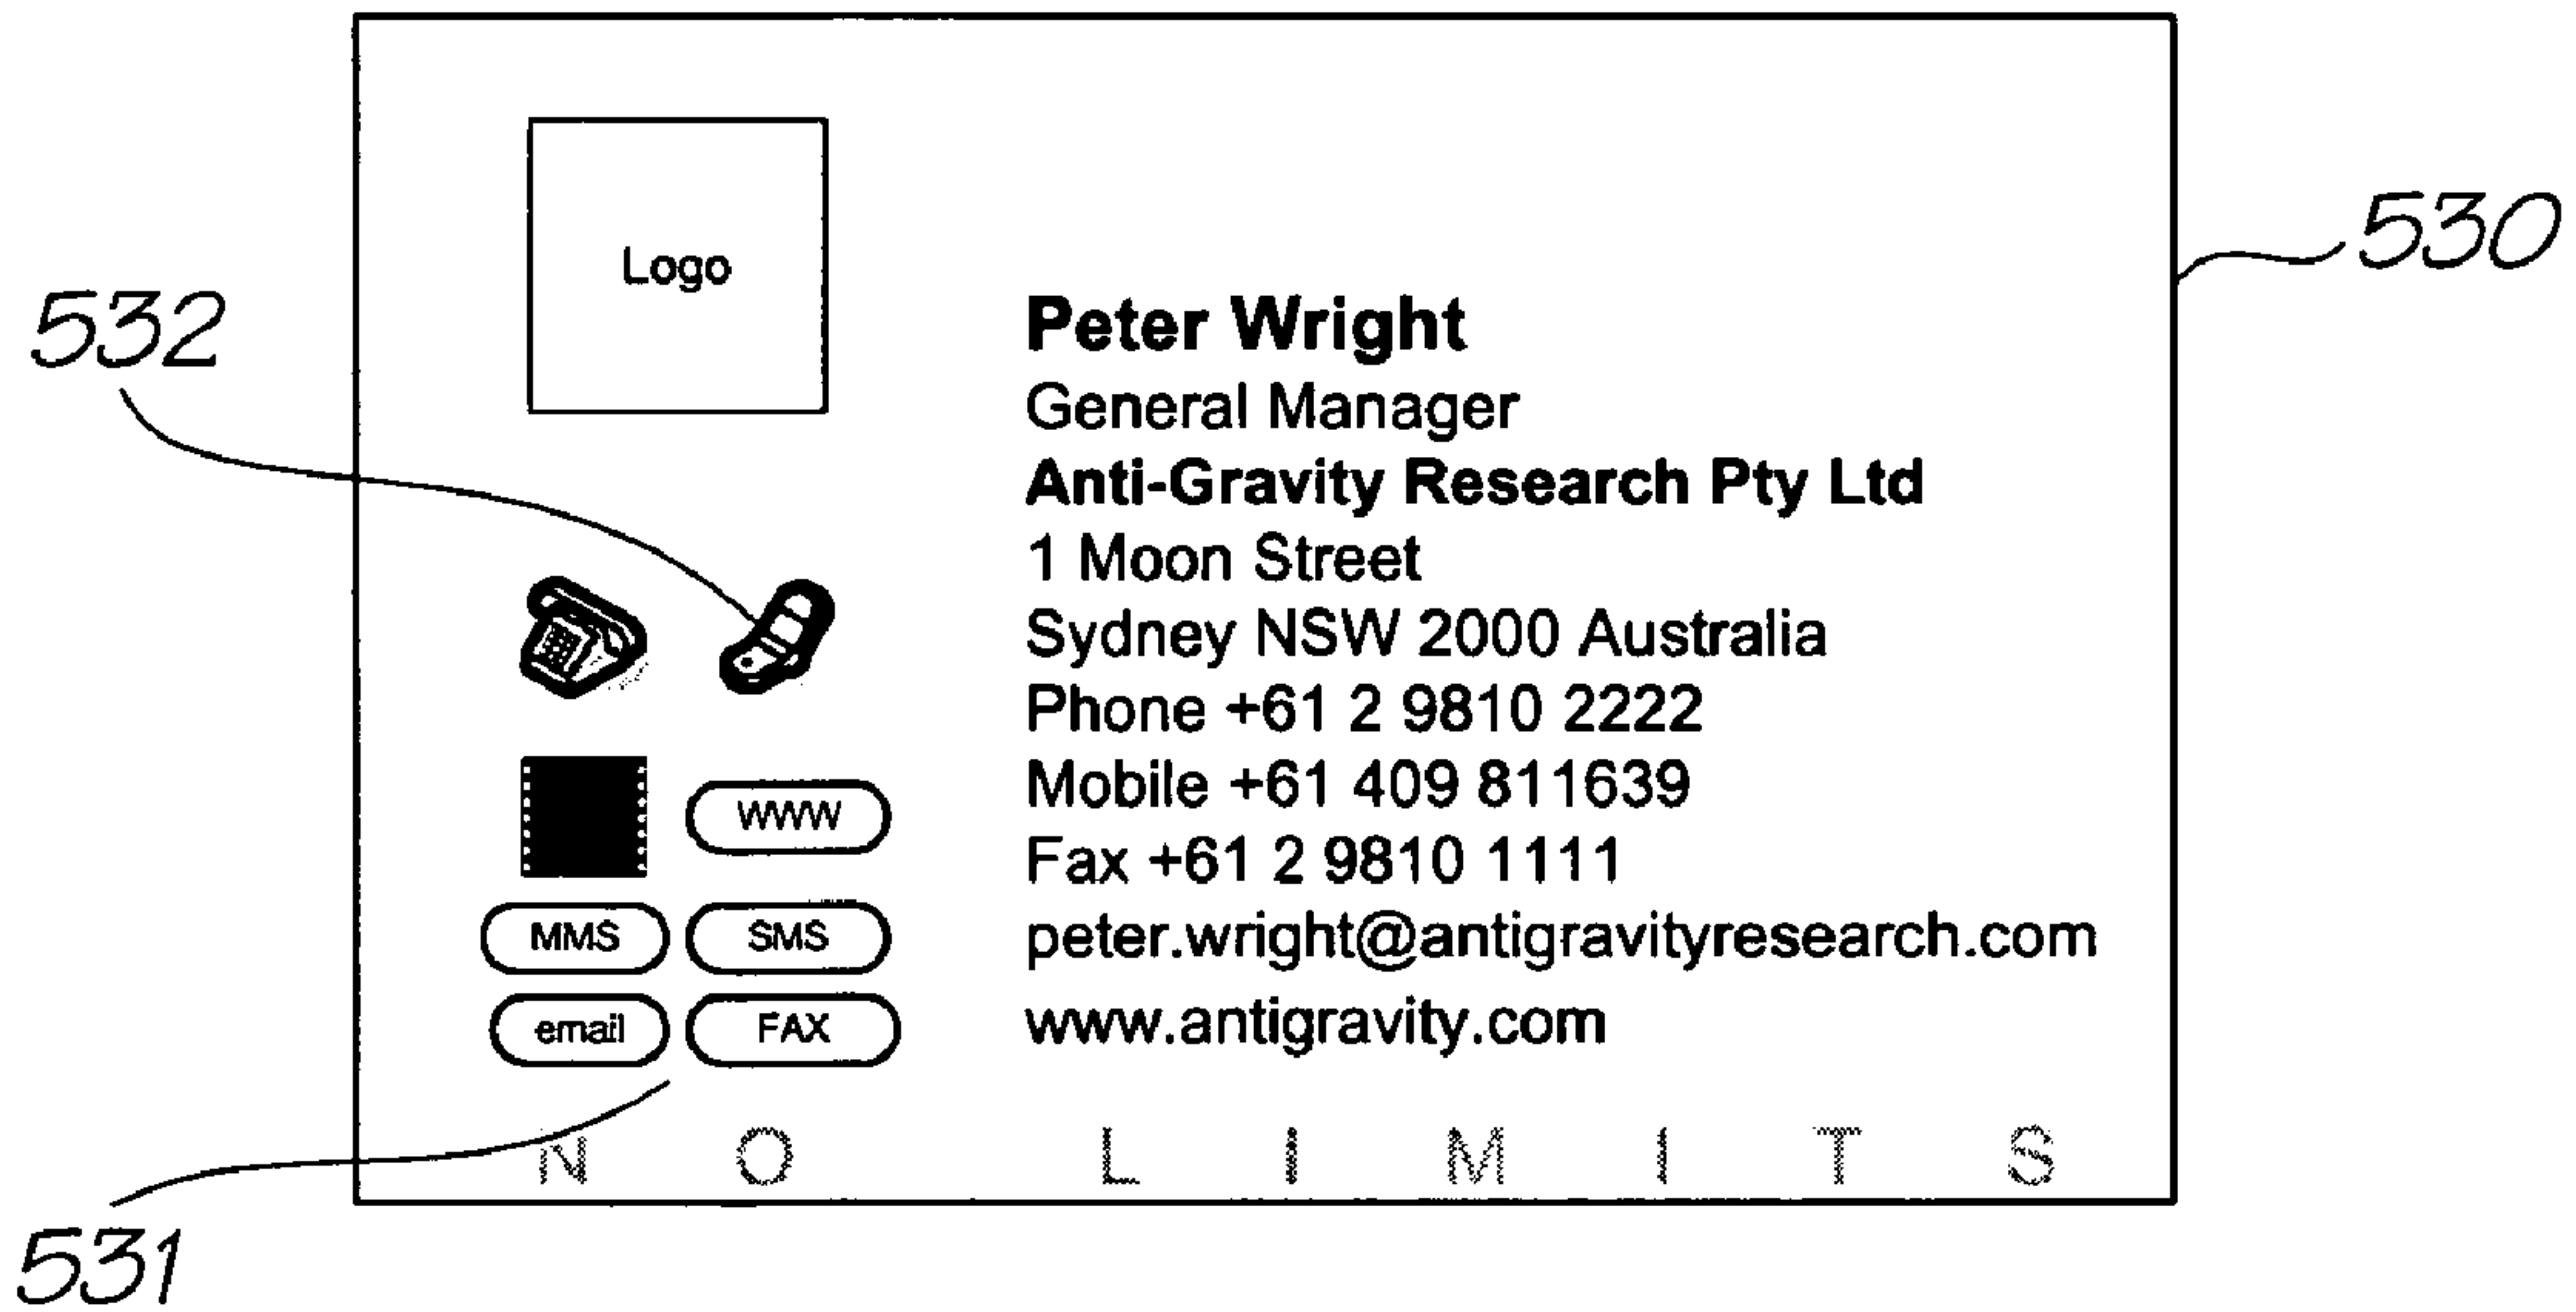 530
532
Logo
Peter Wright
General Manager
Anti-Gravity Research Pty Ltd
1 Moon Street
Sydney NSW 2000 Australia
Phone +61 2 9810 2222
Mobile +61 409 811639
Fax +61 2 9810 1111
peter.wright@antigravityresearch.com
www.antigravity.com
WWW
MMS SMS
email FAX
NO LIMITS
531